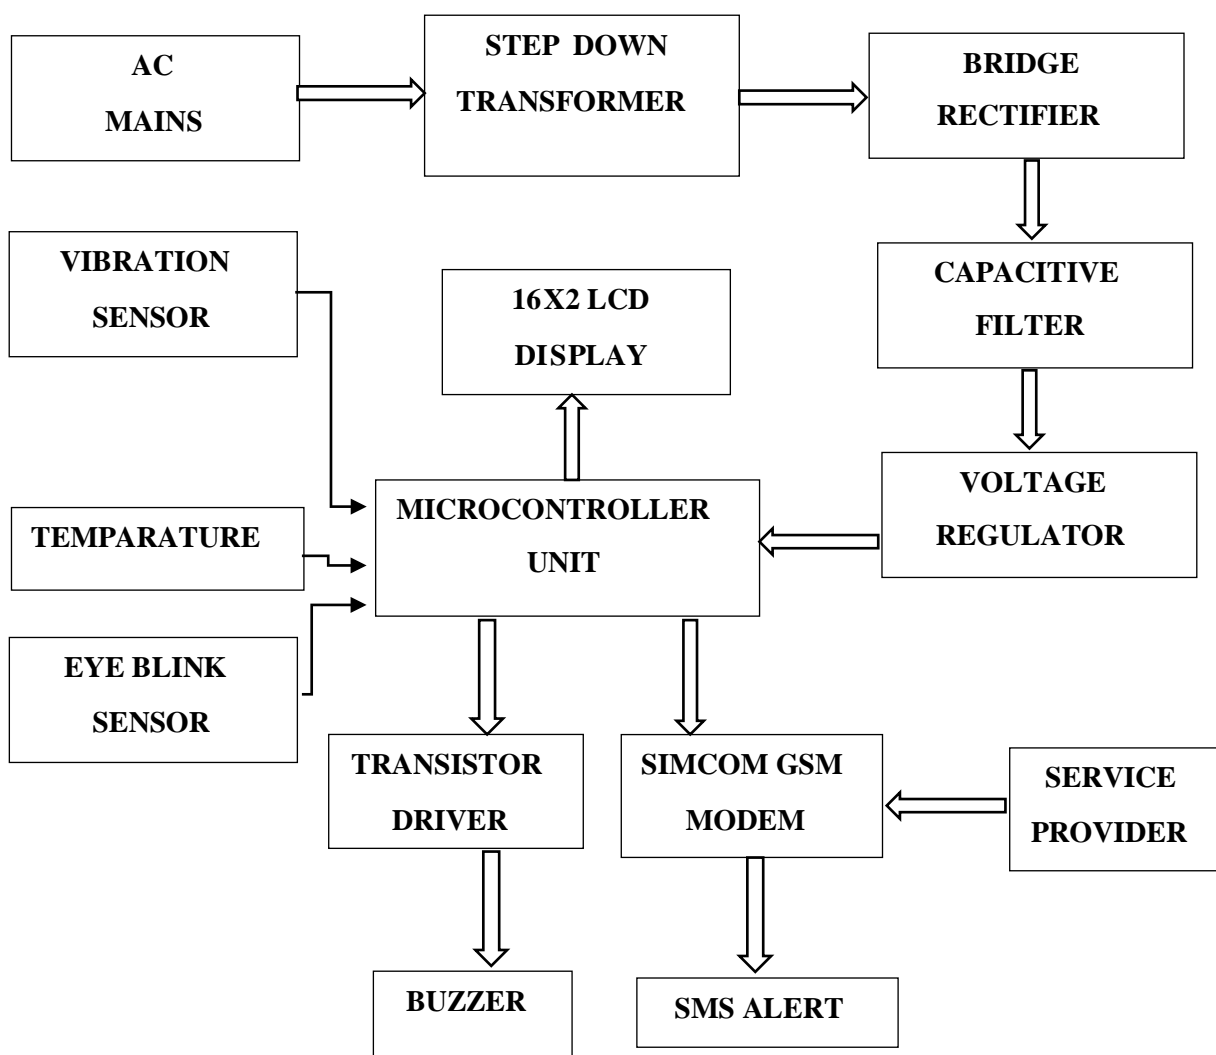 AC
MAINS
STEP DOWN
TRANSFORMER
BRIDGE
RECTIFIER
VIBRATION
SENSOR
16X2 LCD
DISPLAY
CAPACITIVE
FILTER
TEMPARATURE
MICROCONTROLLER
UNIT
VOLTAGE
REGULATOR
EYE BLINK
SENSOR
TRANSISTOR
DRIVER
SIMCOM GSM
MODEM
SERVICE
PROVIDER
BUZZER
SMS ALERT